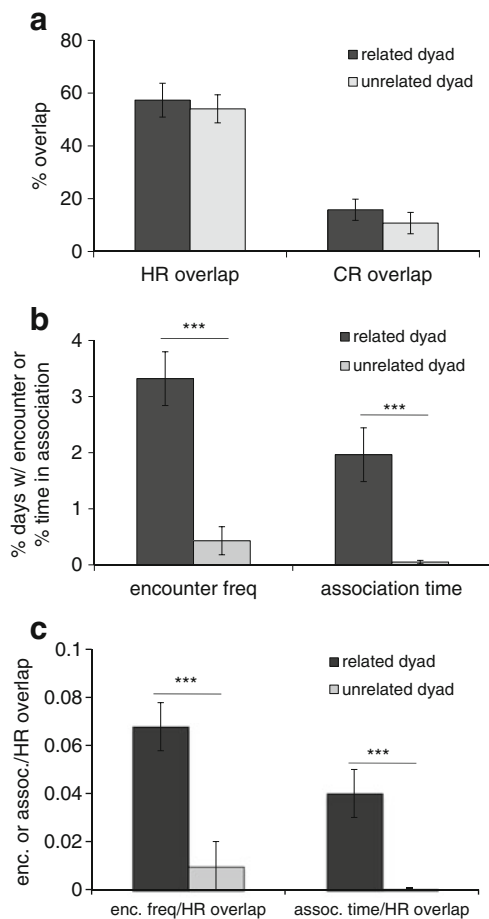 a
80
60
40
20
0
% overlap
related dyad
unrelated dyad
HR overlap
CR overlap
b
4
3
2
1
0
% days w/ encounter or
% time in association
***
***
related dyad
unrelated dyad
encounter freq
association time
c
0.1
0.08
0.06
0.04
0.02
0
enc. or assoc./HR overlap
***
***
related dyad
unrelated dyad
enc. freq/HR overlap
assoc. time/HR overlap